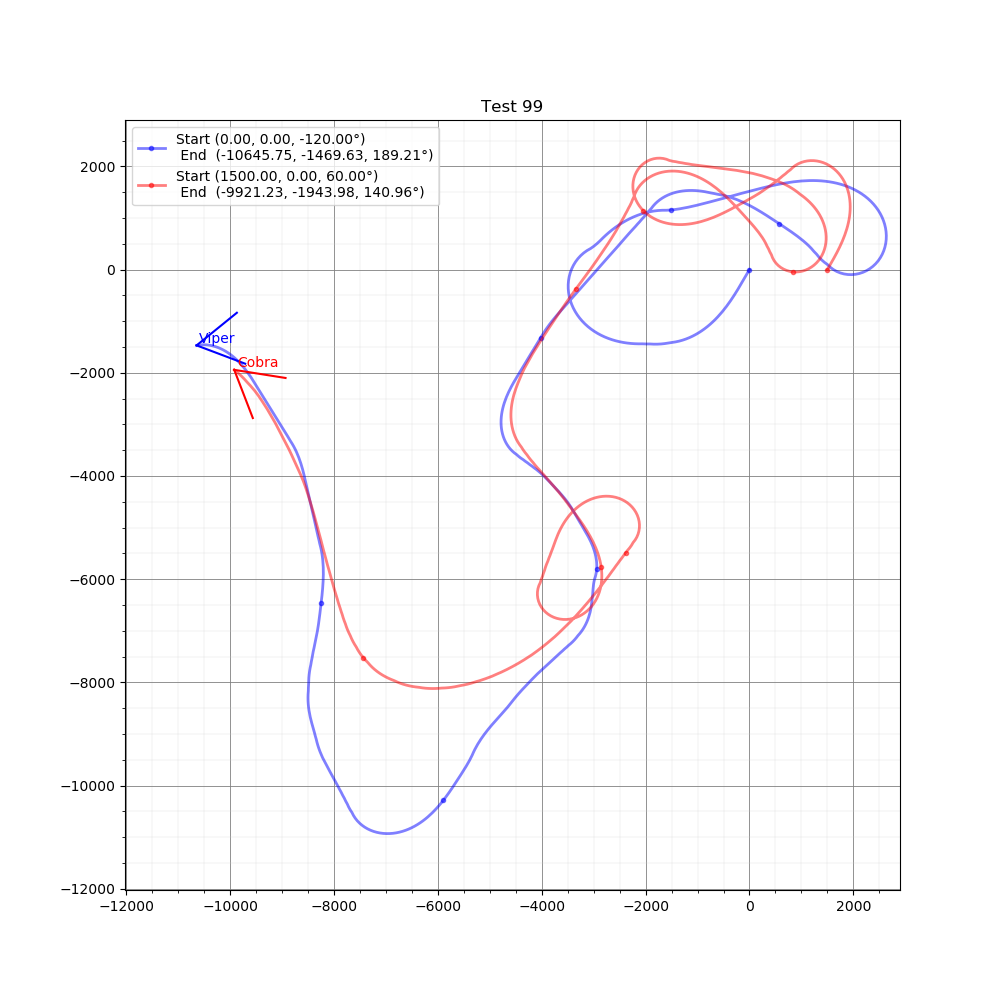 Test 99
Start (0.00, 0.00, -120.00°)
End (-10645.75, -1469.63, 189.21°)
Start (1500.00, 0.00, 60.00°)
End (-9921.23, -1943.98, 140.96°)
2000
0
−2000
−4000
−6000
−8000
−10000
−12000
Viper
Cobra
−12000 −10000 −8000 −6000 −4000 −2000 0 2000